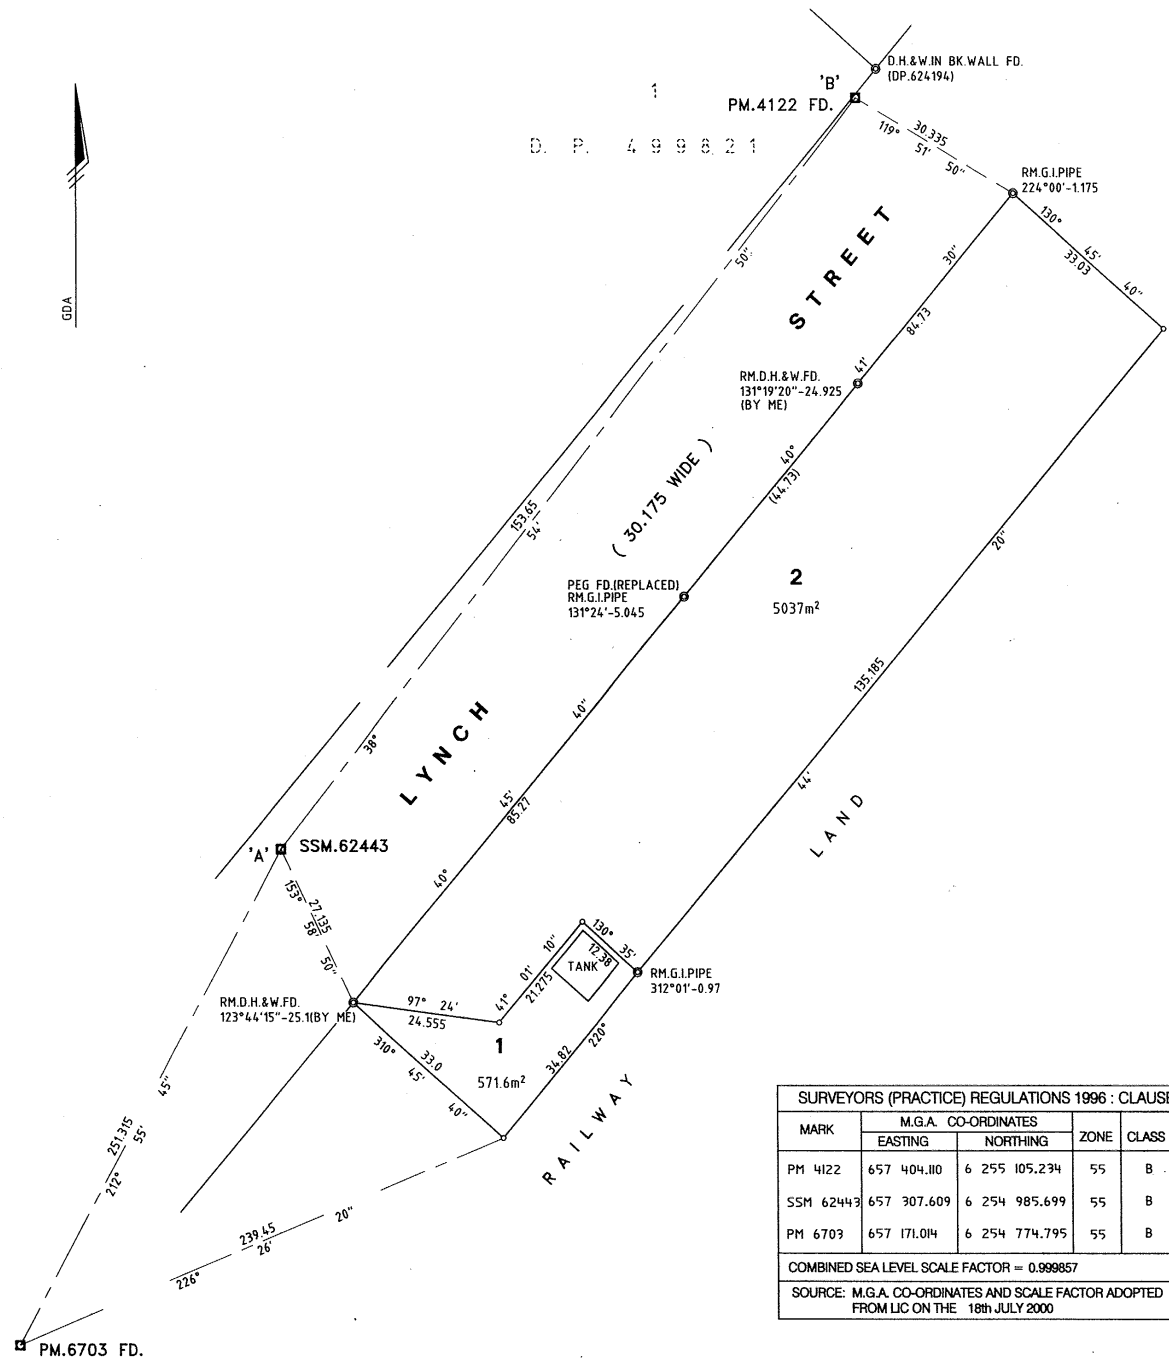 D.H.&W.IN BK.WALL FD.
(DP.624194)
'B'
PM.4122 FD.
1
D. P. 499821
119° 51' 50"
30.335
RM.G.I.PIPE
224°00'-1.175
130° 45' 40"
33.03
GDA
50"
STREET
30"
84.73
41'
RM.D.H.&W.FD.
131°19'20"-24.925
(BY ME)
40°
(44.73)
( 30.175 WIDE )
153.65
54'
20"
2
5037m²
PEG FD.(REPLACED)
RM.G.I.PIPE
131°24'-5.045
135.185
40"
38°
LYNCH
45'
85.27
44'
LAND
'A'
SSM.62443
40°
153° 58' 50"
27.135
130° 35'
12.38
TANK
41° 01' 10"
21.275
RM.G.I.PIPE
312°01'-0.97
RM.D.H.&W.FD.
123°44'15"-25.1(BY ME)
97° 24'
24.555
1
571.6m²
310° 45' 40"
33.0
34.82
220°
RAILWAY
45"
251.315
55'
212°
239.45
226° 26' 20"
PM.6703 FD.
SURVEYORS (PRACTICE) REGULATIONS 1996 : CLAUSE
MARK M.G.A. CO-ORDINATES ZONE CLASS
EASTING NORTHING
PM 4122 657 404.110 6 255 105.234 55 B
SSM 62443 657 307.609 6 254 985.699 55 B
PM 6703 657 171.014 6 254 774.795 55 B
COMBINED SEA LEVEL SCALE FACTOR = 0.999857
SOURCE: M.G.A. CO-ORDINATES AND SCALE FACTOR ADOPTED
FROM LIC ON THE 18th JULY 2000